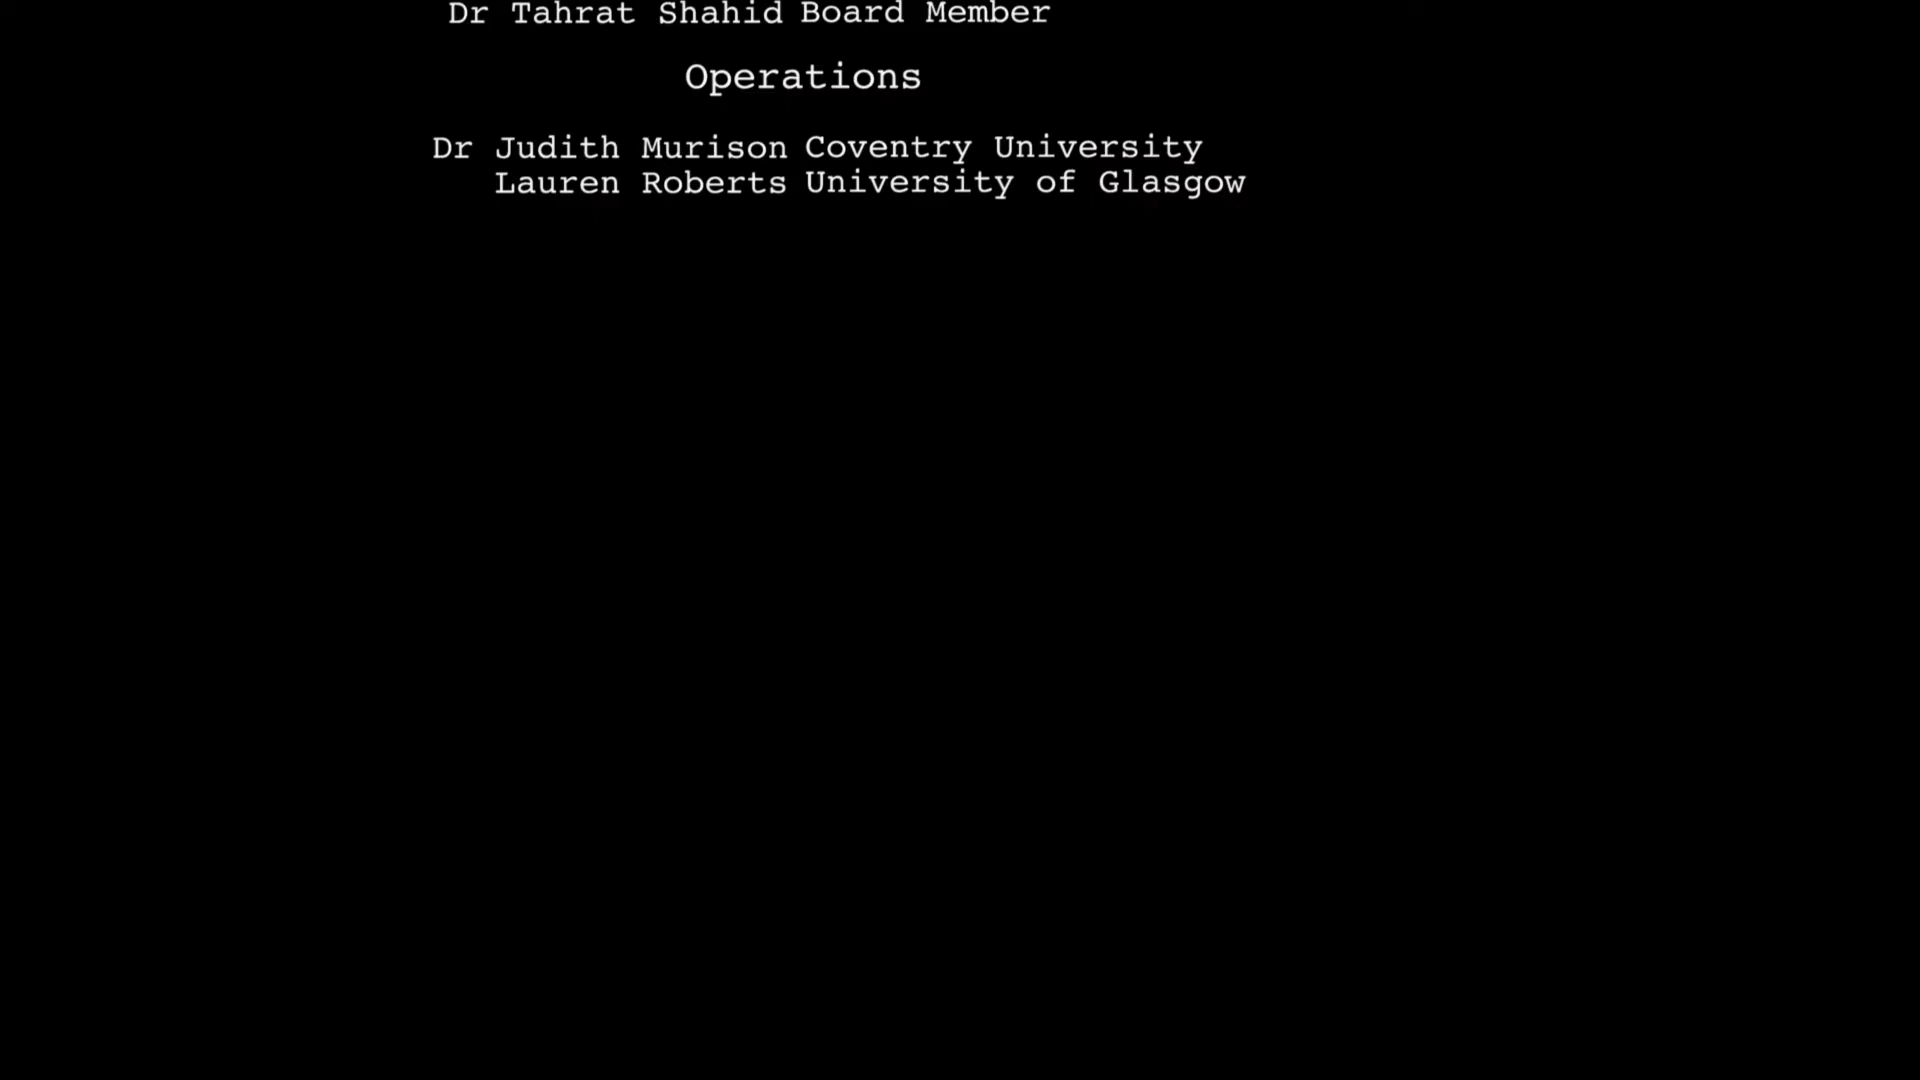 Dr Tahrat Shahid Board Member
Operations
Dr Judith Murison Coventry University
Lauren Roberts University of Glasgow